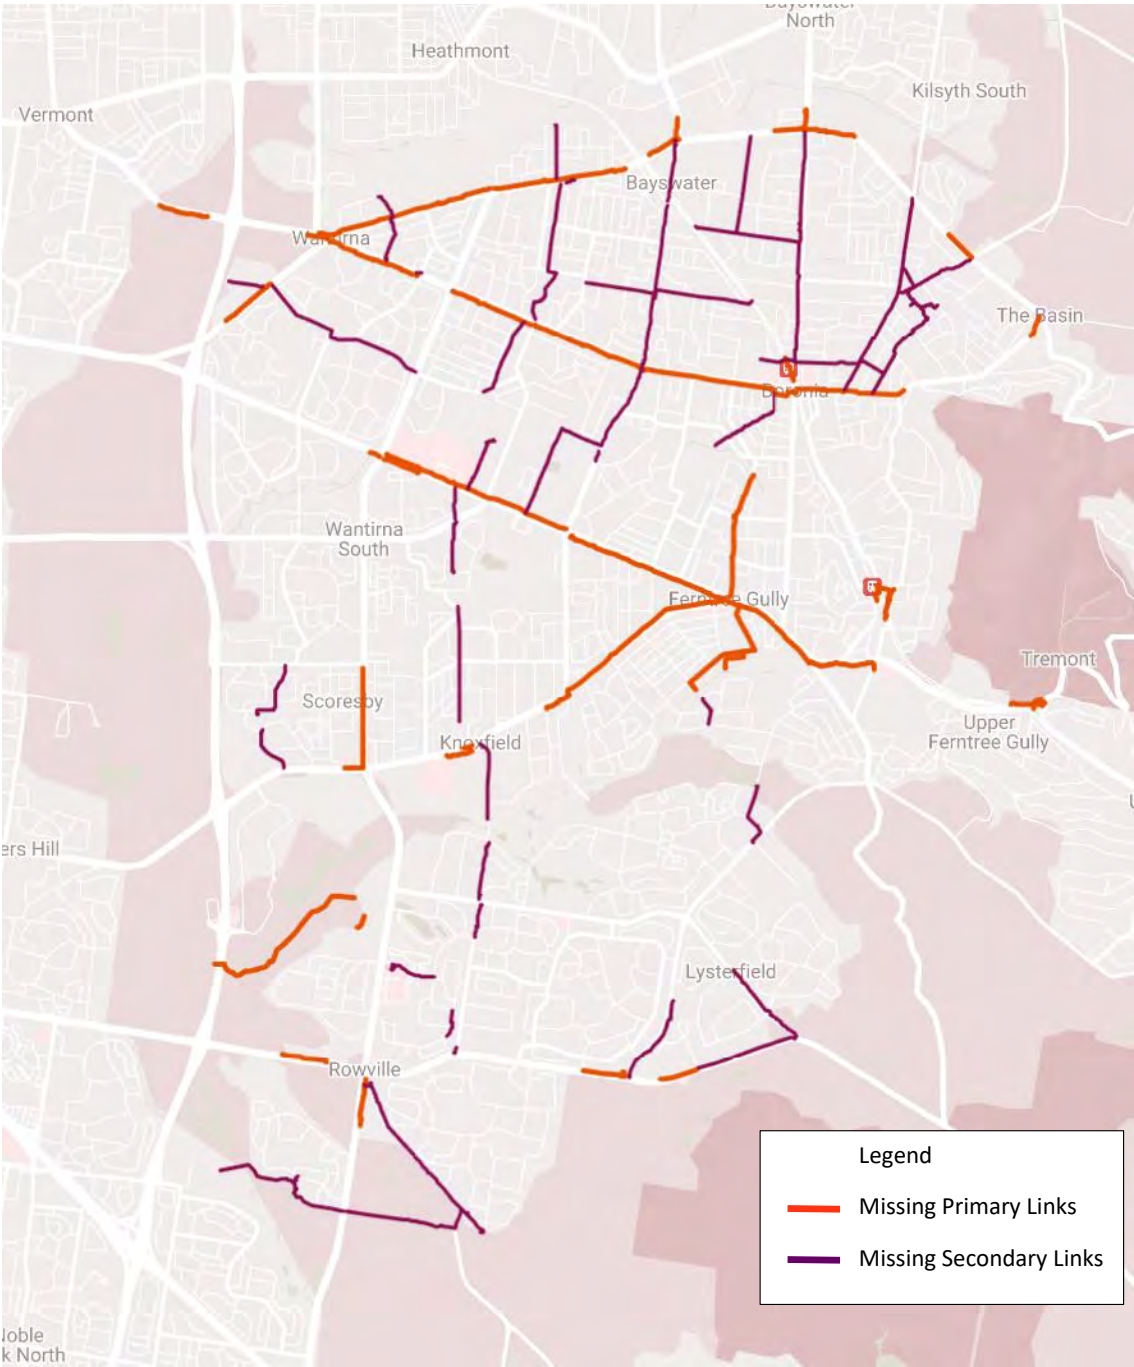 North
Heathmont
Kilsyth South
Vermont
Bayswater
Wantirna
The Basin
Boronia
Wantirna
South
Ferntree Gully
Tremont
Scoresby
Upper
Ferntree Gully
Knoxfield
ers Hill
Lysterfield
Rowville
Legend
Missing Primary Links
Missing Secondary Links
Noble
k North